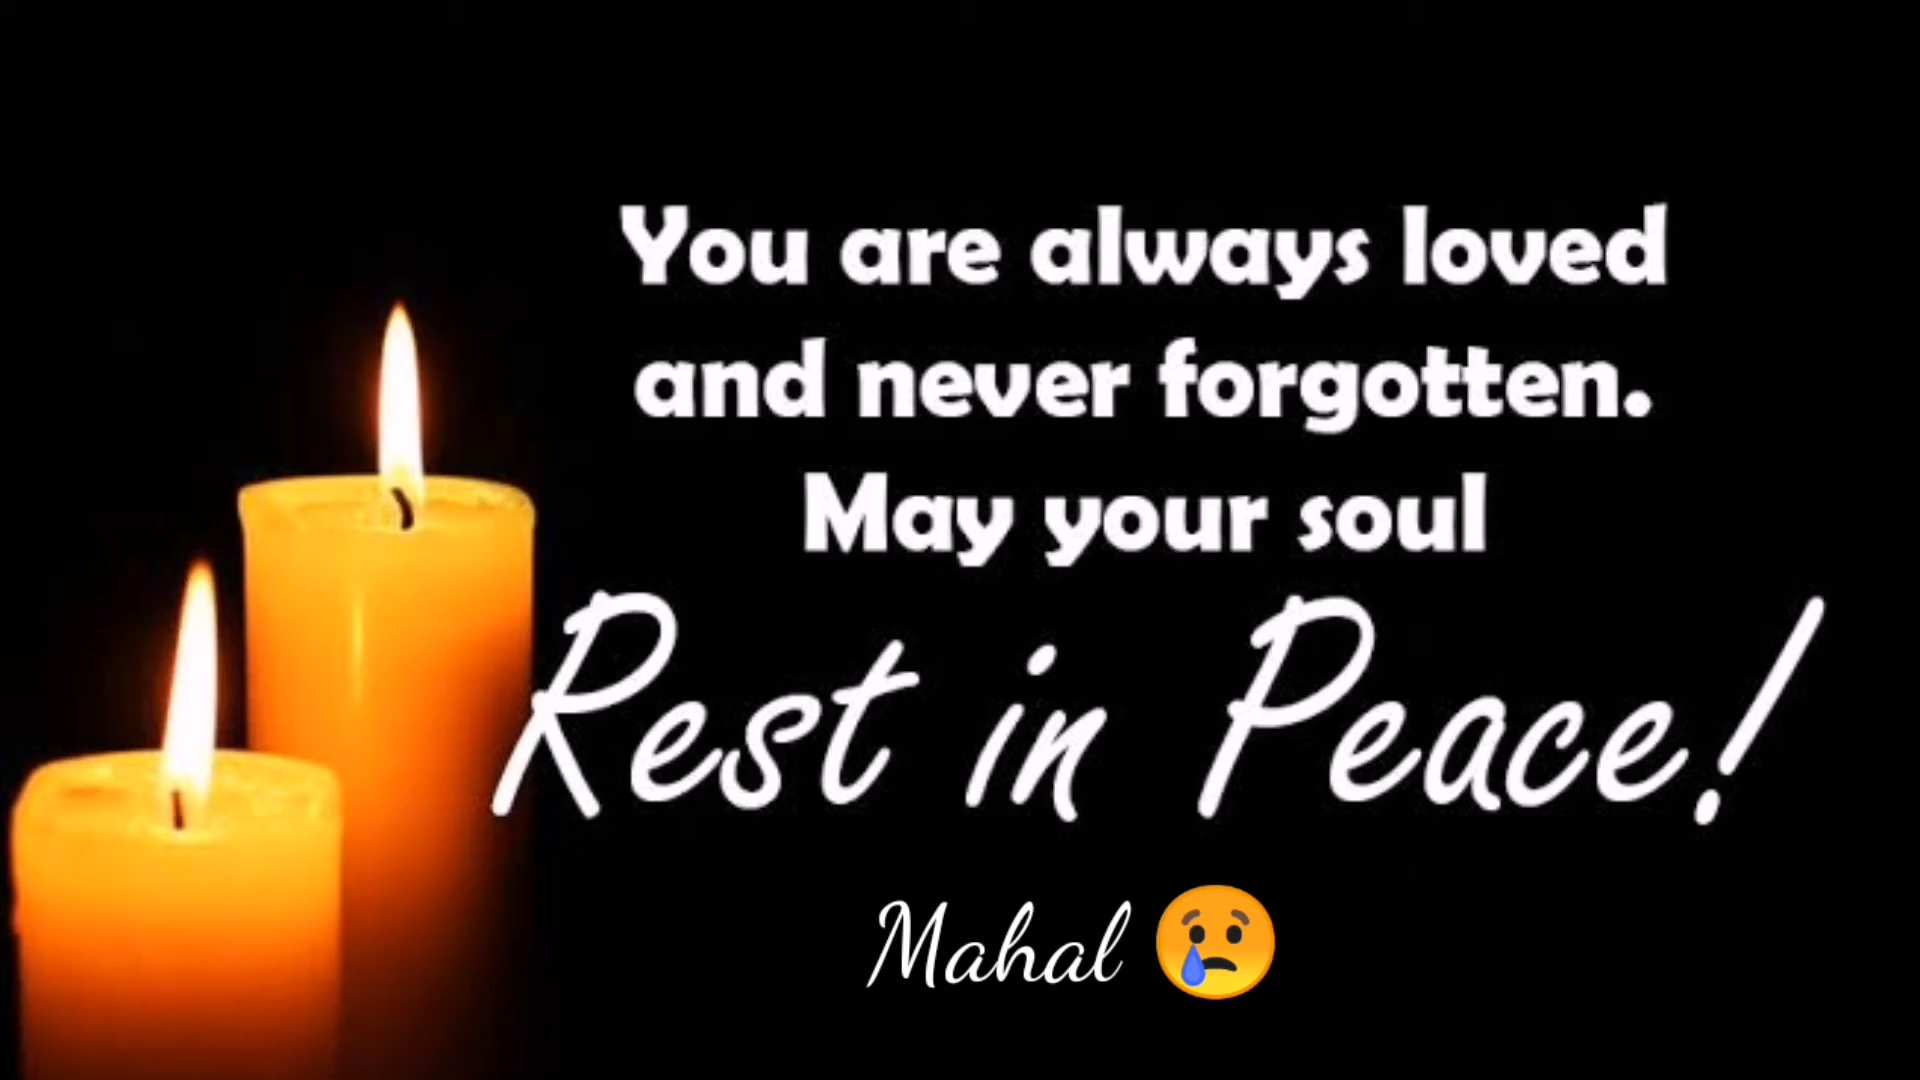 You are always loved
and never forgotten.
May your soul
Rest in Peace!
Mahal 😢